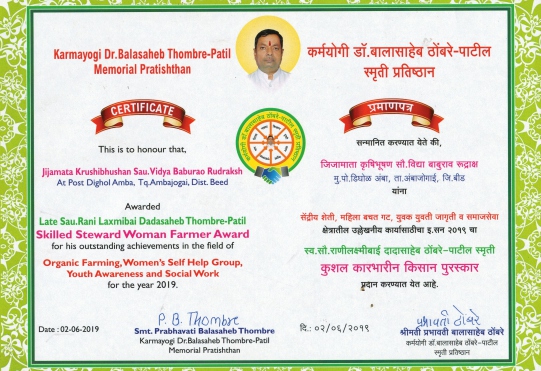 Karmayogi Dr.Balasaheb Thombre-Patil
Memorial Pratishthan
CERTIFICATE
This is to honour that,
Jijamata Krushibhushan Sau.Vidya Baburao Rudraksh
At Post Dighol Amba, Tq.Ambajogai, Dist. Beed
Awarded
Late Sau.Rani Laxmibai Dadasaheb Thombre-Patil
Skilled Steward Woman Farmer Award
for his outstanding achievements in the field of
Organic Farming,Women's Self Help Group,
Youth Awareness and Social Work
for the year 2019.
Date : 02-06-2019
P. B. Thombre
Smt. Prabhavati Balasaheb Thombre
Karmayogi Dr.Balasaheb Thombre-Patil
Memorial Pratishthan
कर्मयोगी डॉ.बालासाहेब ठोंबरे-पाटील
स्मृती प्रतिष्ठान
प्रमाणपत्र
सन्मानित करण्यात येते की,
जिजामाता कृषिभूषण सौ.विद्या बाबुराव रूद्राक्ष
मु.पो.डिघोळ अंबा, ता.अंबाजोगाई, जि.बीड
यांना
सेंद्रीय शेती, महिला बचत गट, युवक युवती जागृती व समाजसेवा
क्षेत्रातील उल्लेखनीय कार्यासाठीचा इ.सन २०१९ चा
स्व.सौ.राणीलक्ष्मीबाई दादासाहेब ठोंबरे-पाटील स्मृती
कुशल कारभारीन किसान पुरस्कार
प्रदान करण्यात येत आहे.
दि.: ०२/०६/२०१९
प्रभावती ठोंबरे
श्रीमती प्रभावती बालासाहेब ठोंबरे
कर्मयोगी डॉ.बालासाहेब ठोंबरे-पाटील
स्मृती प्रतिष्ठान